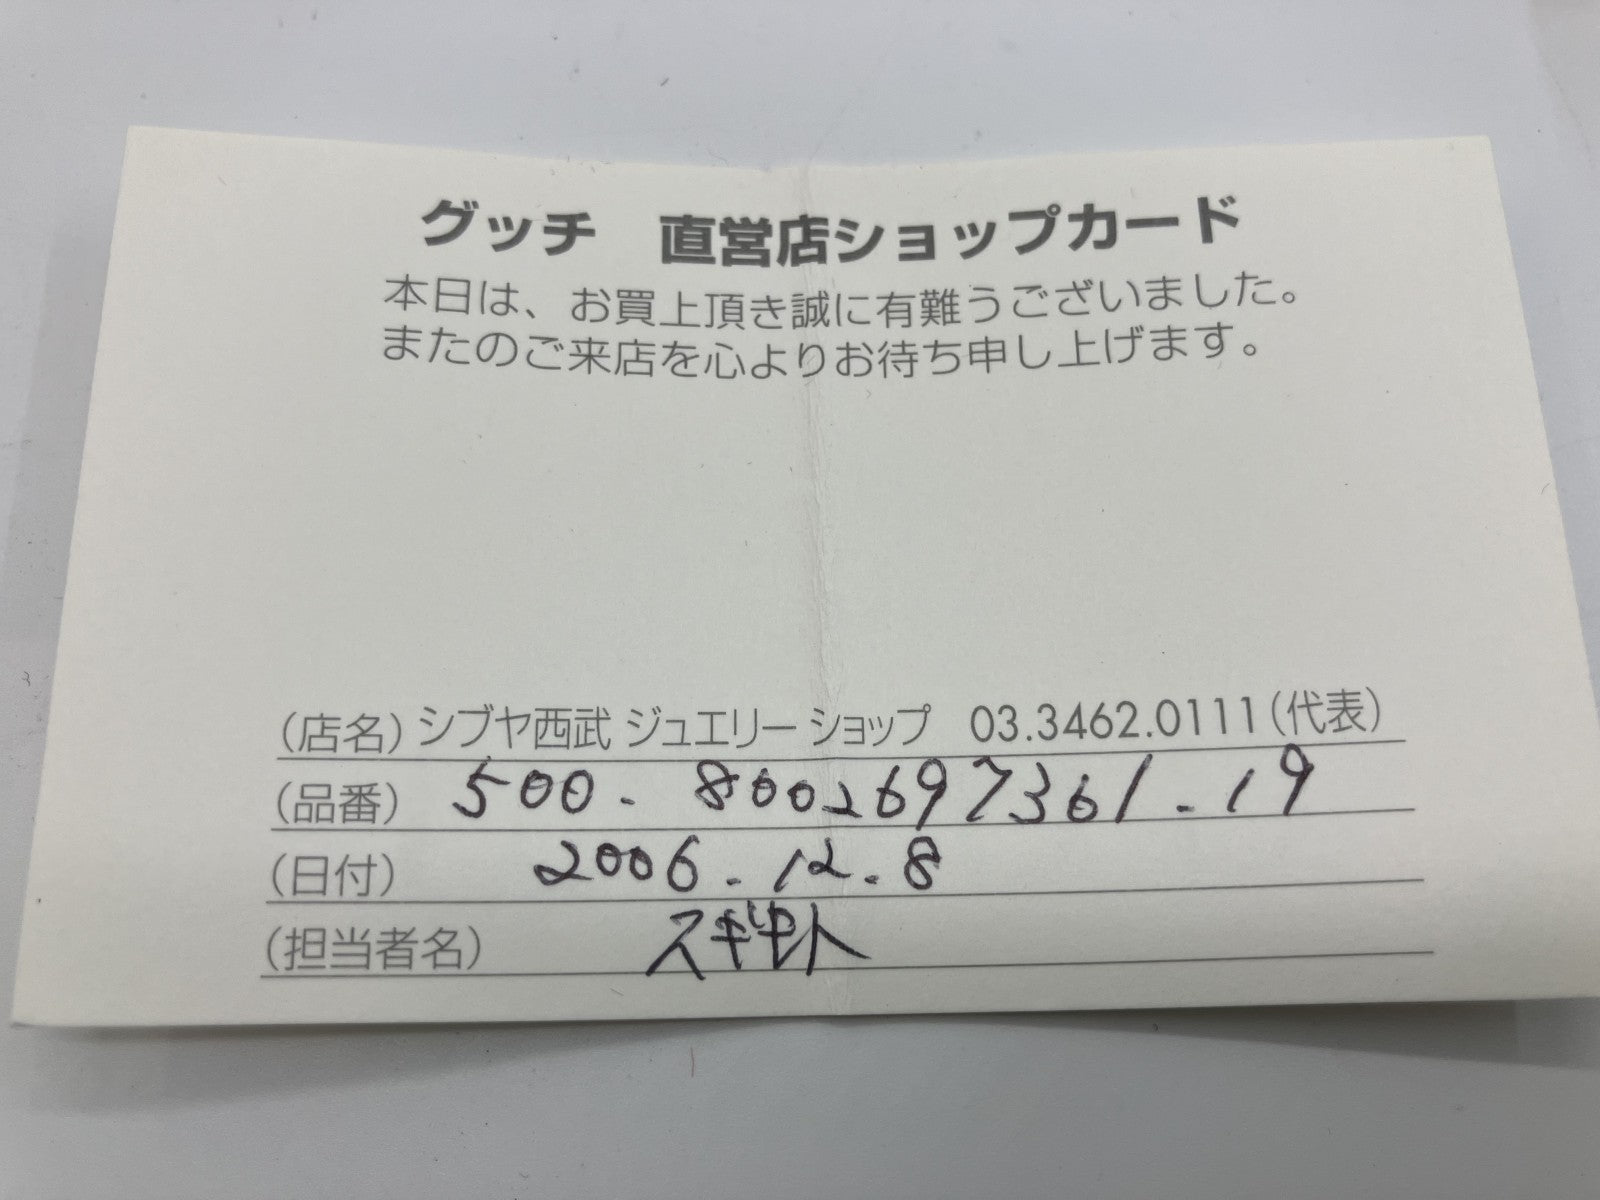 グッチ　直営店ショップカード
本日は、お買上頂き誠に有難うございました。
またのご来店を心よりお待ち申し上げます。
(店名) シブヤ西武 ジュエリー ショップ　03.3462.0111(代表)
(品番) 500 - 8002697361 - 19
(日付) 2006.12.8
(担当者名) スギモト